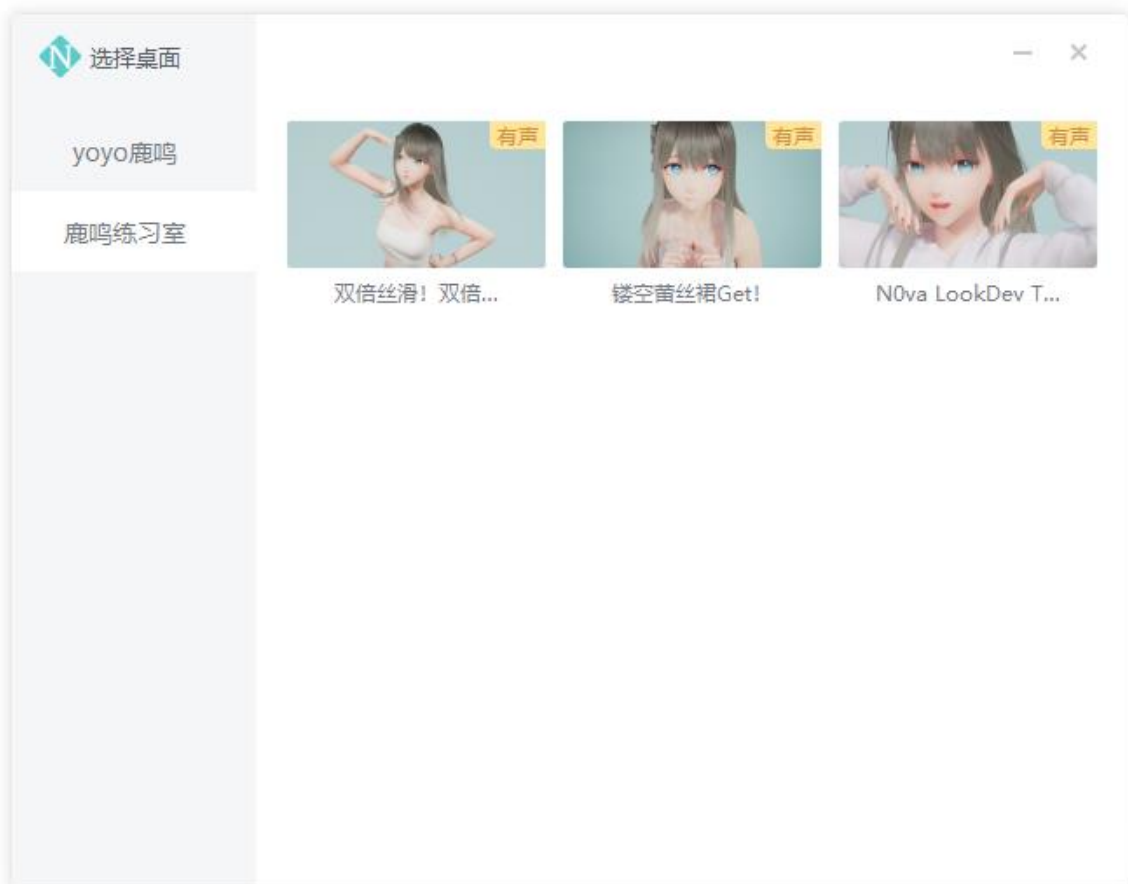 N 选择桌面
yoyo鹿鸣
鹿鸣练习室
有声
有声
有声
双倍丝滑！双倍...
镂空蕾丝裙Get!
N0va LookDev T...